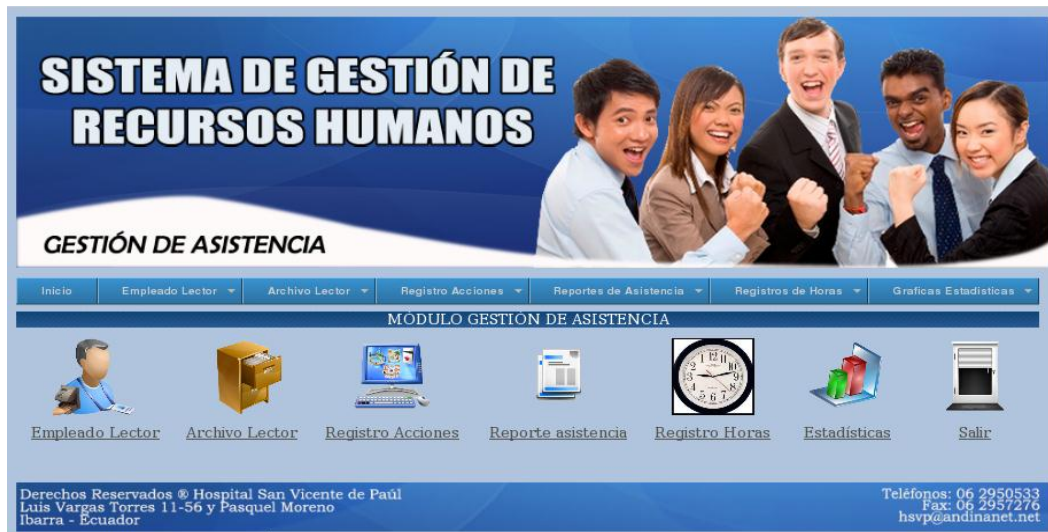 SISTEMA DE GESTIÓN DE
RECURSOS HUMANOS
GESTIÓN DE ASISTENCIA
Inicio Empleado Lector Archivo Lector Registro Acciones Reportes de Asistencia Registros de Horas Graficas Estadisticas
MÓDULO GESTIÓN DE ASISTENCIA
Empleado Lector Archivo Lector Registro Acciones Reporte asistencia Registro Horas Estadísticas Salir
Derechos Reservados ® Hospital San Vicente de Paúl
Luis Vargas Torres 11-56 y Pasquel Moreno
Ibarra - Ecuador
Teléfonos: 06 2950533
Fax: 06 2957276
hsvp@andinanet.net